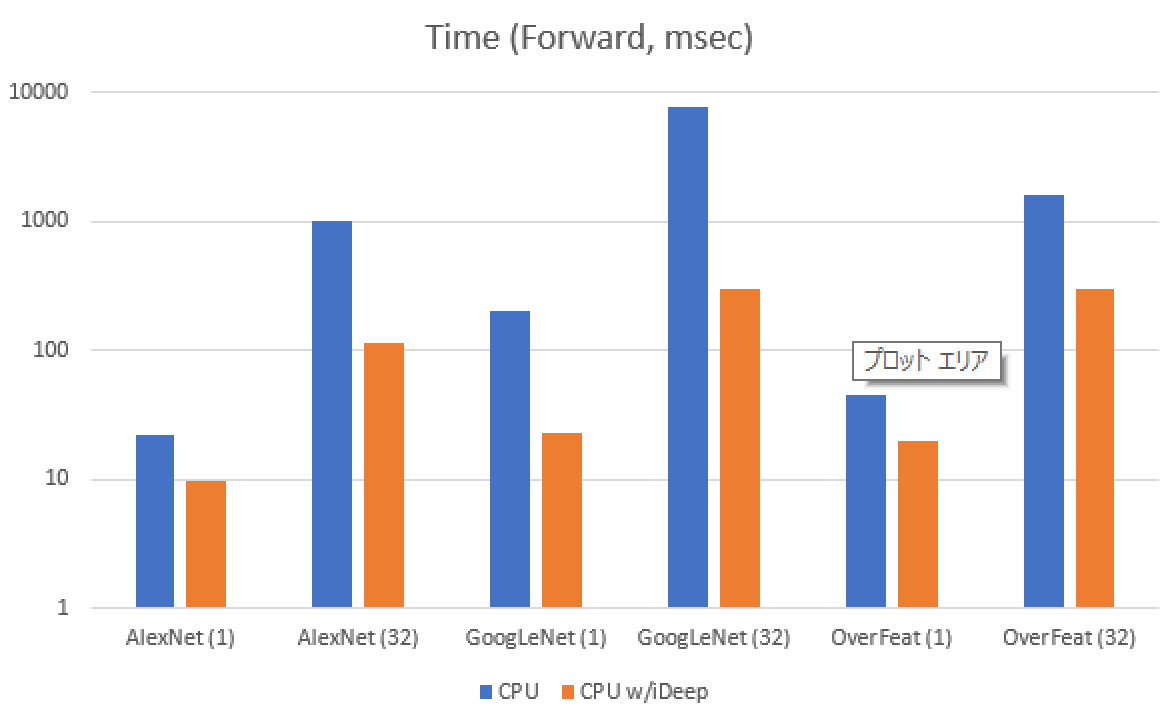 Time (Forward, msec)
10000
1000
100
10
1
プロット エリア
AlexNet (1) AlexNet (32) GoogLeNet (1) GoogLeNet (32) OverFeat (1) OverFeat (32)
CPU CPU w/iDeep